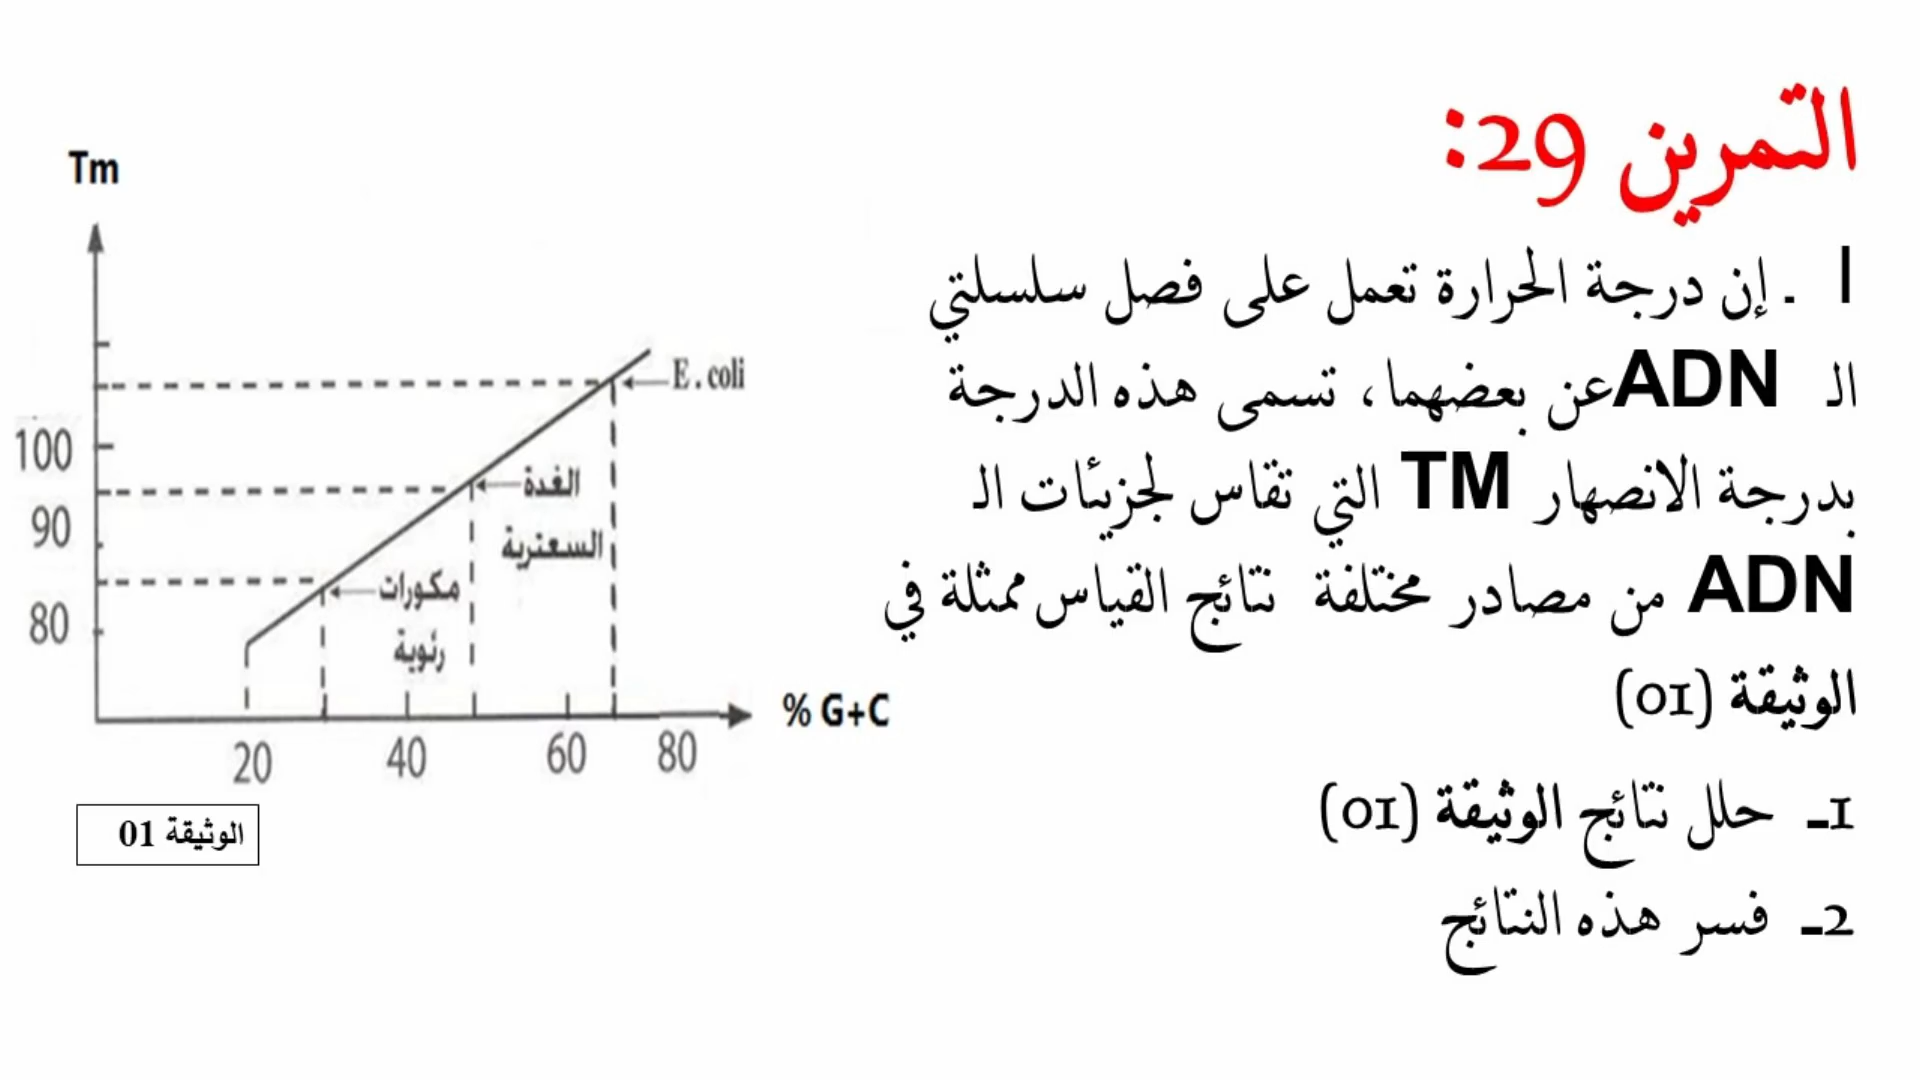 التمرين 29:
I ـ إن درجة الحرارة تعمل على فصل سلسلتي
الـ ADN عن بعضهما، تسمى هذه الدرجة
بدرجة الانصهار TM التي تقاس لجزيئات الـ
ADN من مصادر مختلفة نتائج القياس ممثلة في
الوثيقة (01)
1ـ حلل نتائج الوثيقة (01)
2ـ فسر هذه النتائج
Tm
E . coli
100
الغدة
90
السعترية
مكورات
80
رئوية
% G+C
20 40 60 80
الوثيقة 01